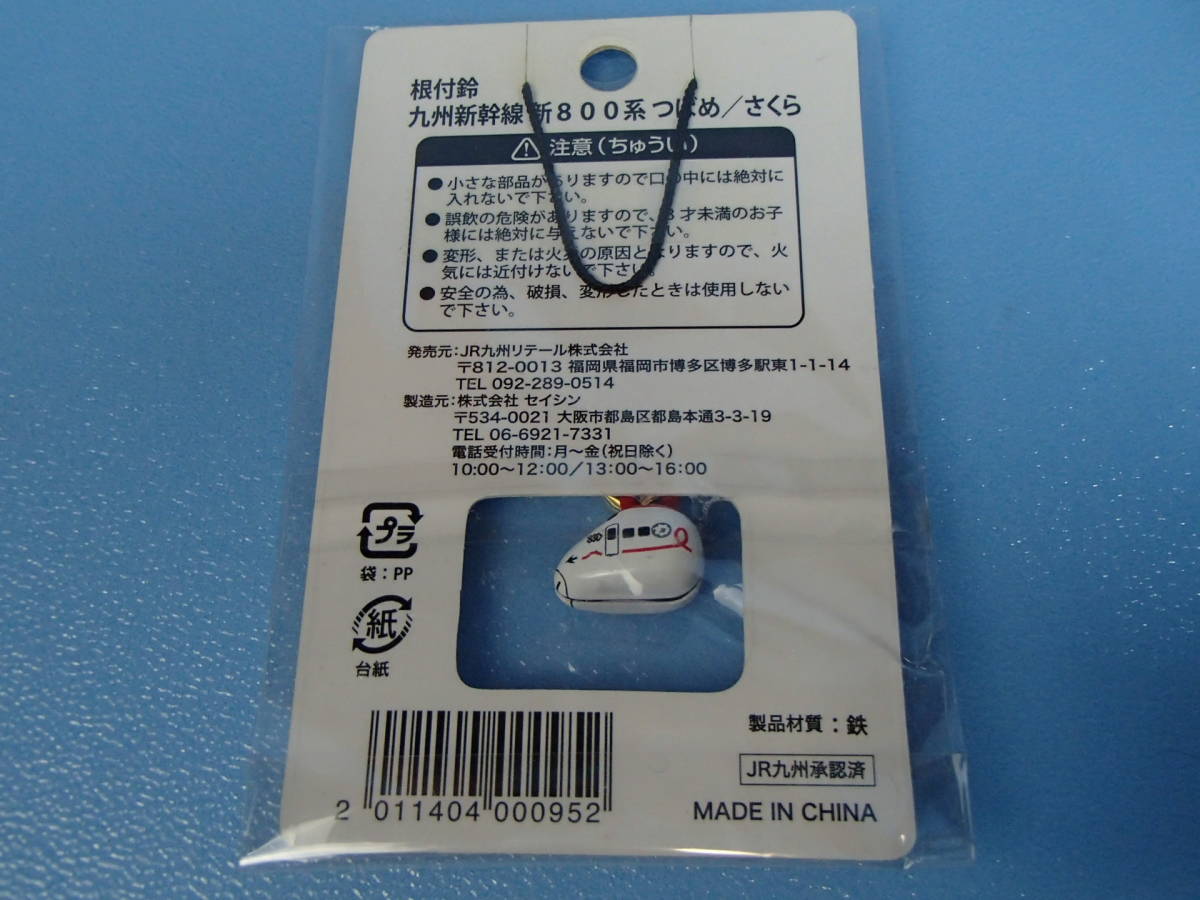 根付鈴
九州新幹線 新800系 つばめ/さくら
注意(ちゅうい)
●小さな部品がありますので口の中には絶対に
入れないで下さい。
●誤飲の危険がありますので、3才未満のお子
様には絶対に与えないで下さい。
●変形、または火災の原因となりますので、火
気には近付けないで下さい。
●安全の為、破損、変形したときは使用しない
で下さい。
発売元:JR九州リテール株式会社
〒812-0013 福岡県福岡市博多区博多駅東1-1-14
TEL 092-289-0514
製造元:株式会社 セイシン
〒534-0021 大阪市都島区都島本通3-3-19
TEL 06-6921-7331
電話受付時間:月～金(祝日除く)
10:00～12:00/13:00～16:00
プラ
袋:PP
紙
台紙
製品材質:鉄
JR九州承認済
2 011404 000952
MADE IN CHINA